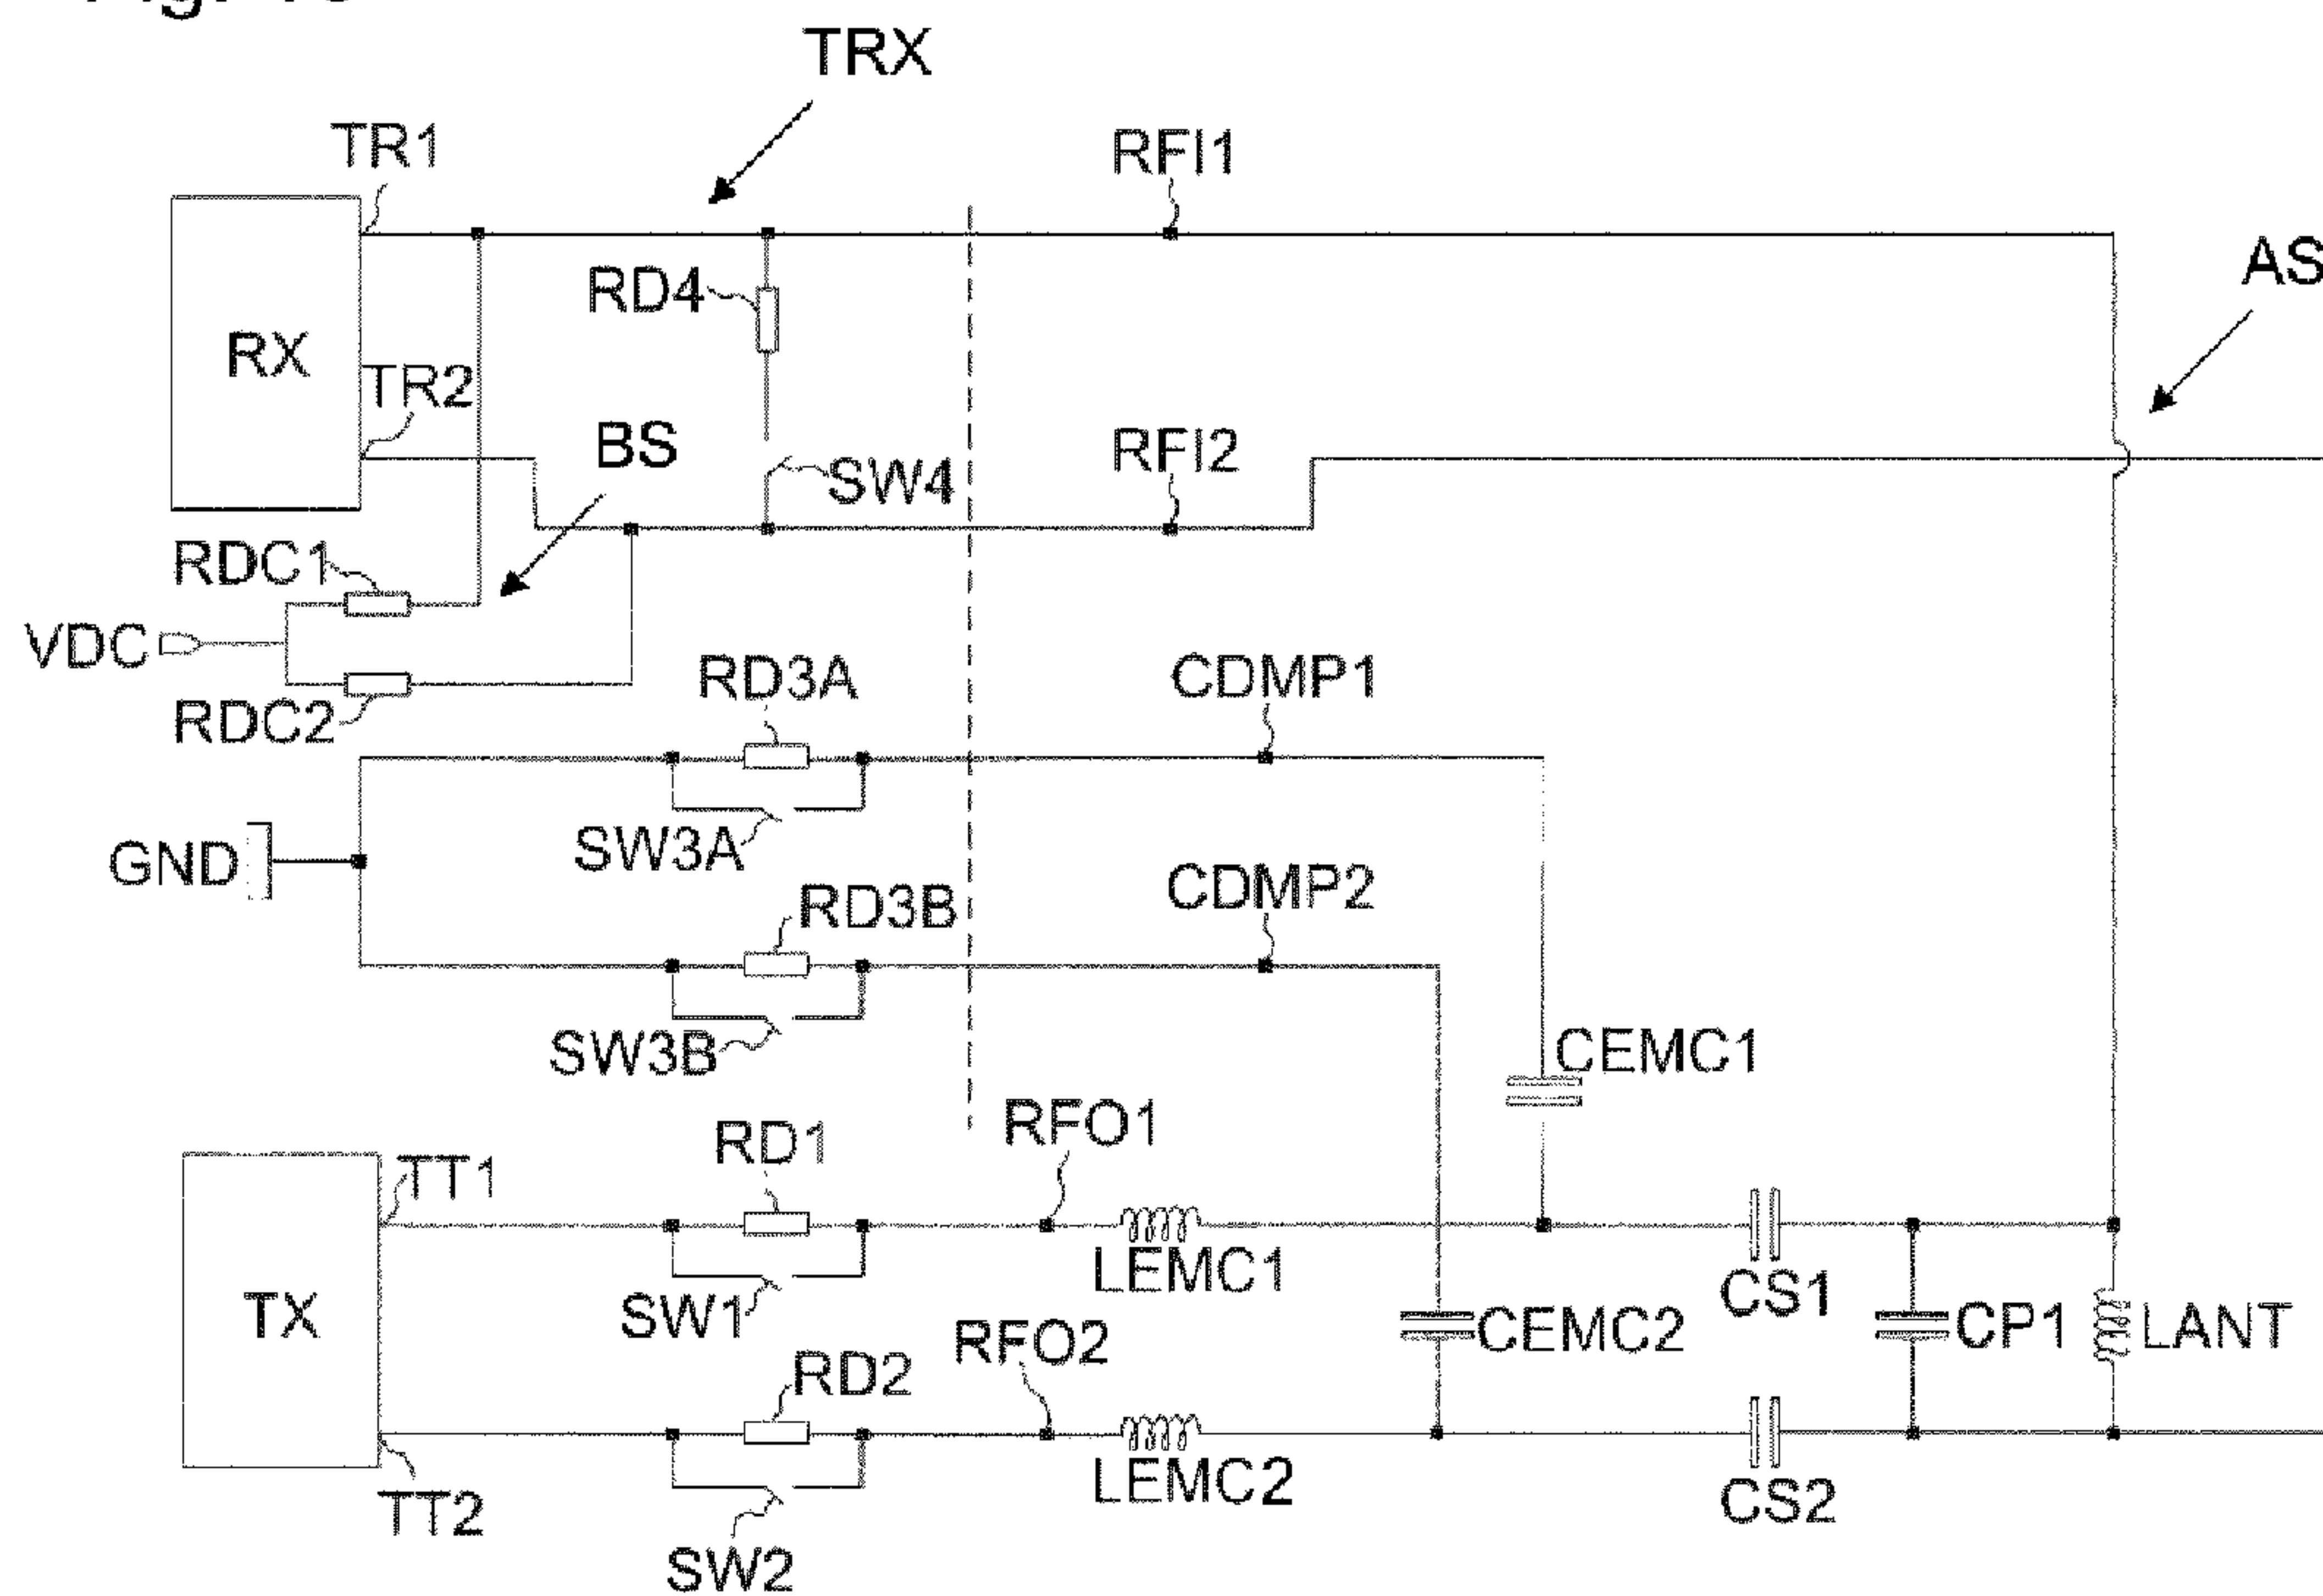 TRX
TR1
RFI1
AS
RD4
RX
TR2
BS
RFI2
SW4
RDC1
VDC
RD3A
CDMP1
RDC2
SW3A
GND
CDMP2
RD3B
SW3B
CEMC1
RFO1
RD1
TT1
LEMC1
CS1
TX
SW1
RFO2
CEMC2
CP1
LANT
RD2
LEMC2
CS2
TT2
SW2